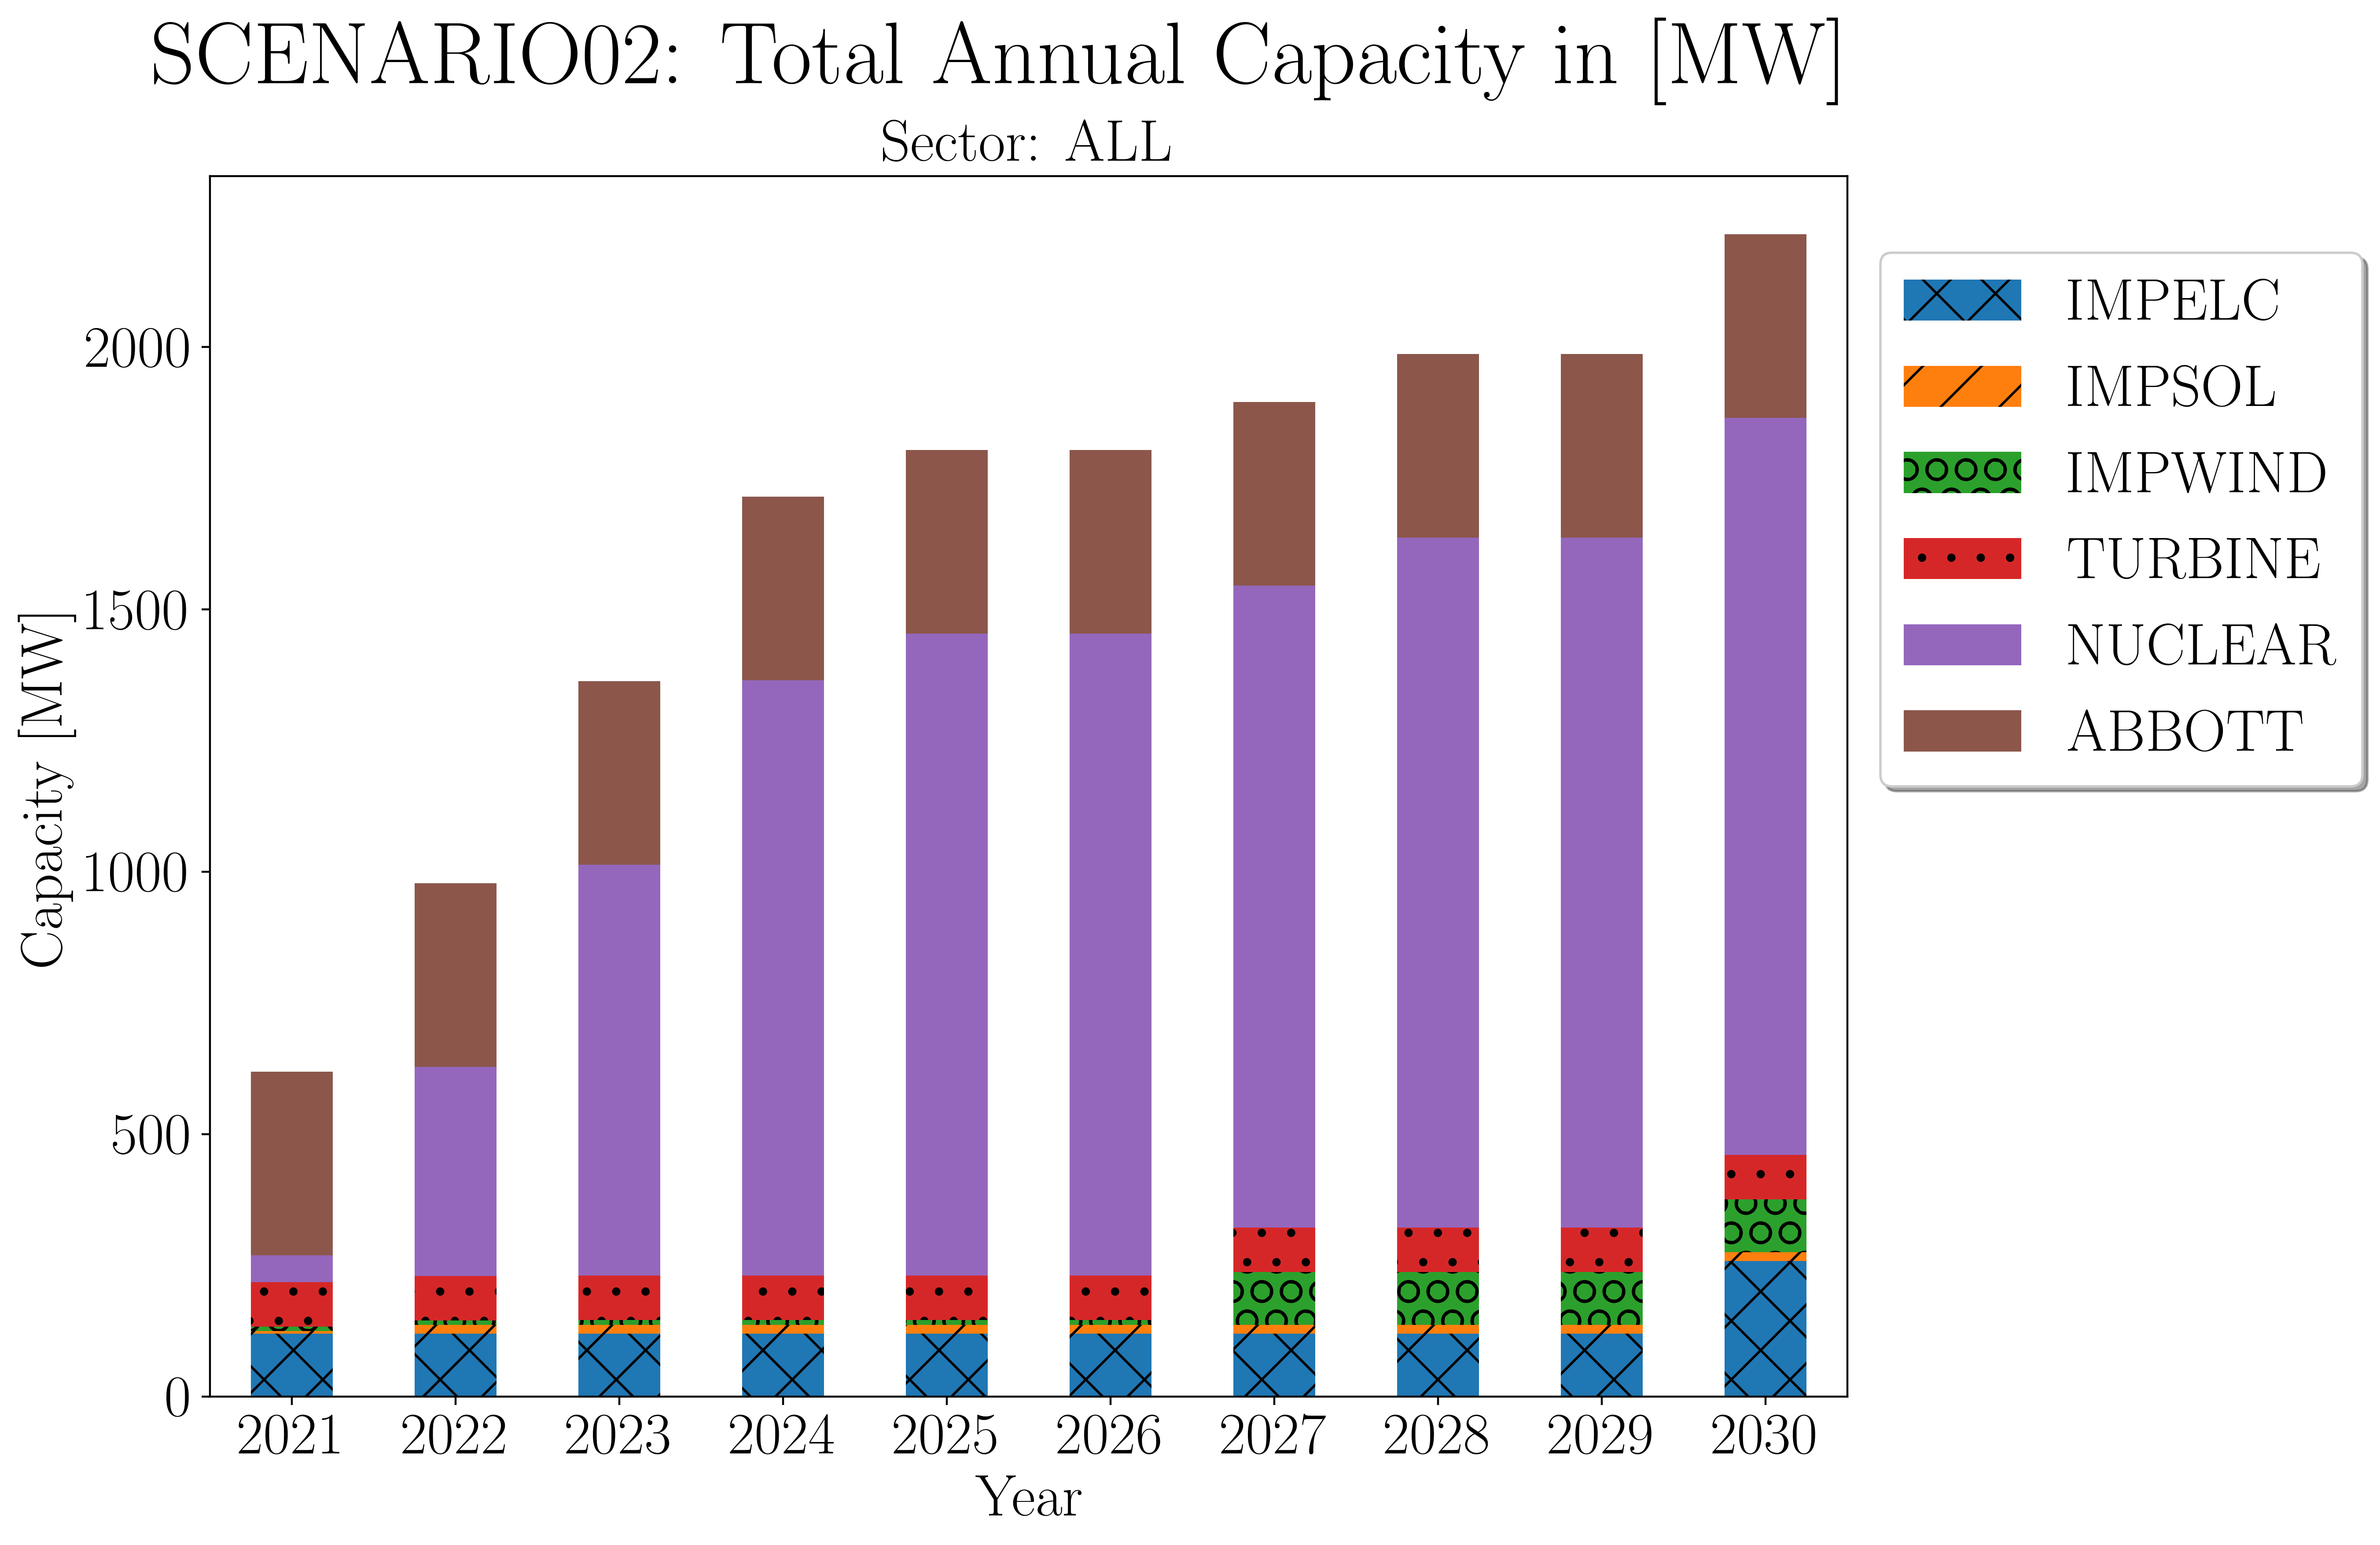 SCENARIO02: Total Annual Capacity in [MW]
Sector: ALL
Capacity [MW]
2000
1500
1000
500
0
2021 2022 2023 2024 2025 2026 2027 2028 2029 2030
Year
IMPELC
IMPSOL
IMPWIND
TURBINE
NUCLEAR
ABBOTT